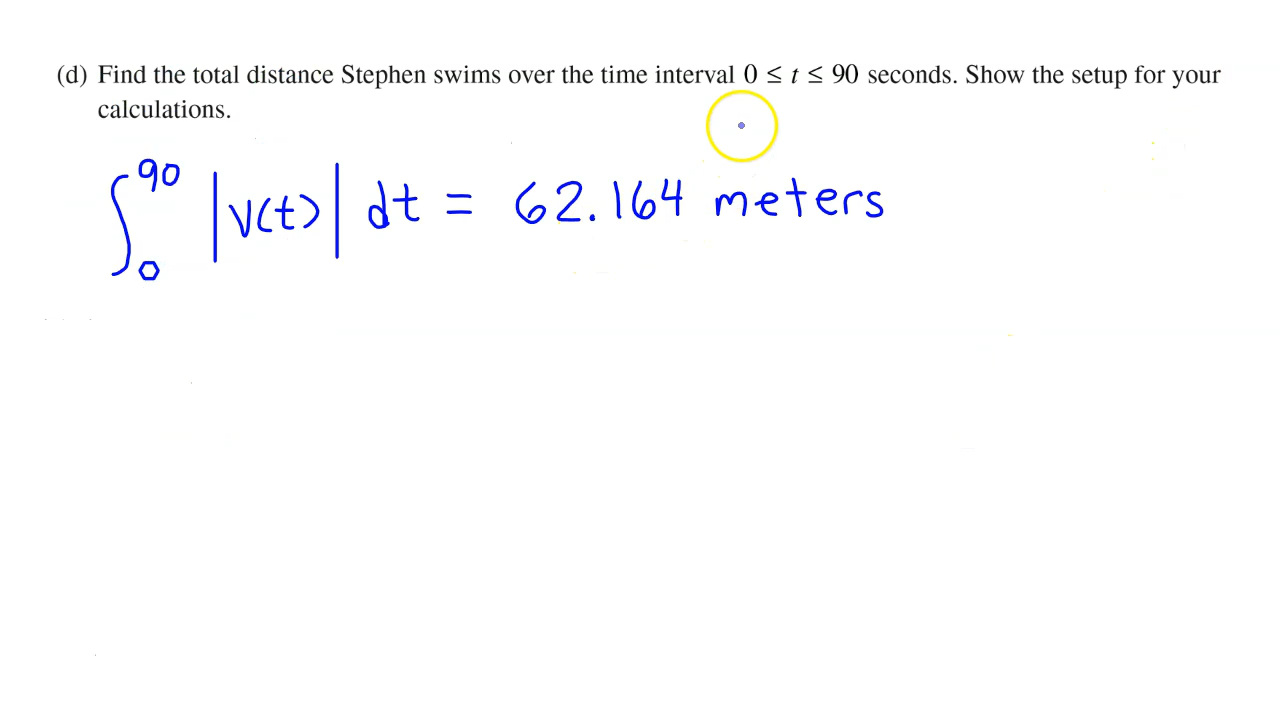 (d) Find the total distance Stephen swims over the time interval 0 ≤ t ≤ 90 seconds. Show the setup for your
calculations.
∫₀⁹⁰ |v(t)| dt = 62.164 meters